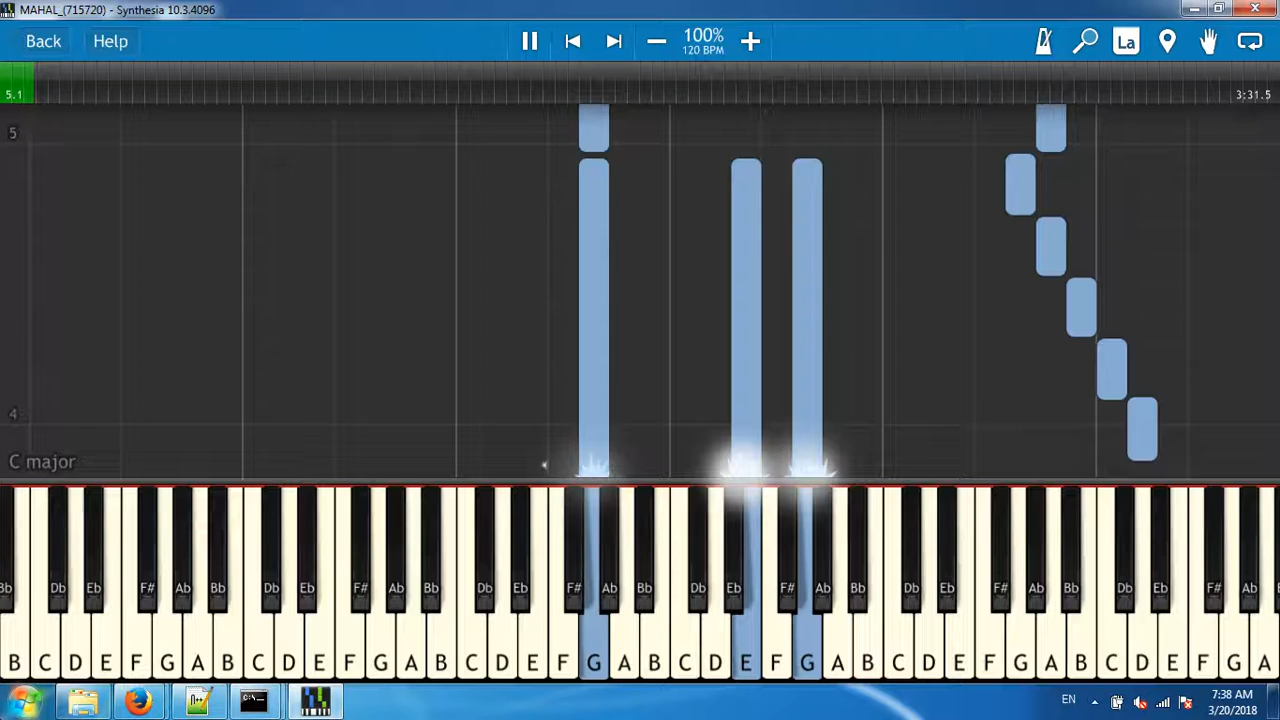 MAHAL_(715720) - Synthesia 10.3.4096
Back Help 100% La
120 BPM
5.1 3:31.5
5
4
C major
Bb Db Eb F# Ab Bb Db Eb F# Ab Bb Db Eb F# Ab Bb Db Eb F# Ab Bb Db Eb F# Ab Bb Db Eb F# Ab B
B C D E F G A B C D E F G A B C D E F G A B C D E F G A B C D E F G A B C D E F G A
EN 7:38 AM
3/20/2018